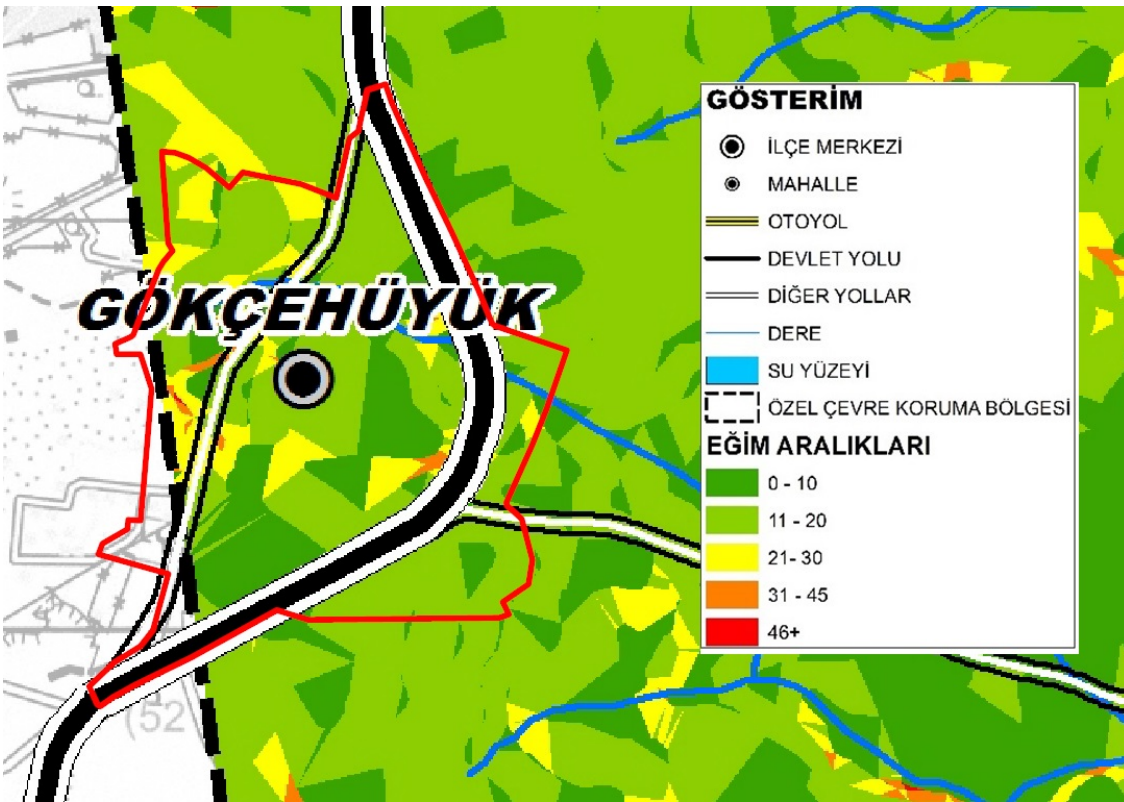 GÖKÇEHÜYÜK
(52
GÖSTERİM
İLÇE MERKEZİ
MAHALLE
OTOYOL
DEVLET YOLU
DİĞER YOLLAR
DERE
SU YÜZEYİ
ÖZEL ÇEVRE KORUMA BÖLGESİ
EĞİM ARALIKLARI
0 - 10
11 - 20
21- 30
31 - 45
46+